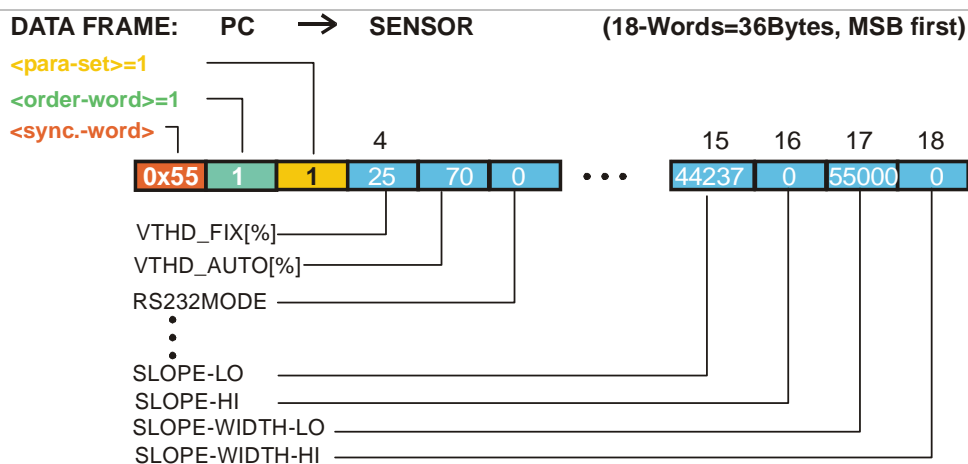 DATA FRAME: PC → SENSOR (18-Words=36Bytes, MSB first)
<para-set>=1
<order-word>=1
<sync.-word>
4 15 16 17 18
0x55 1 1 25 70 0 • • • 44237 0 55000 0
VTHD_FIX[%]
VTHD_AUTO[%]
RS232MODE
SLOPE-LO
SLOPE-HI
SLOPE-WIDTH-LO
SLOPE-WIDTH-HI